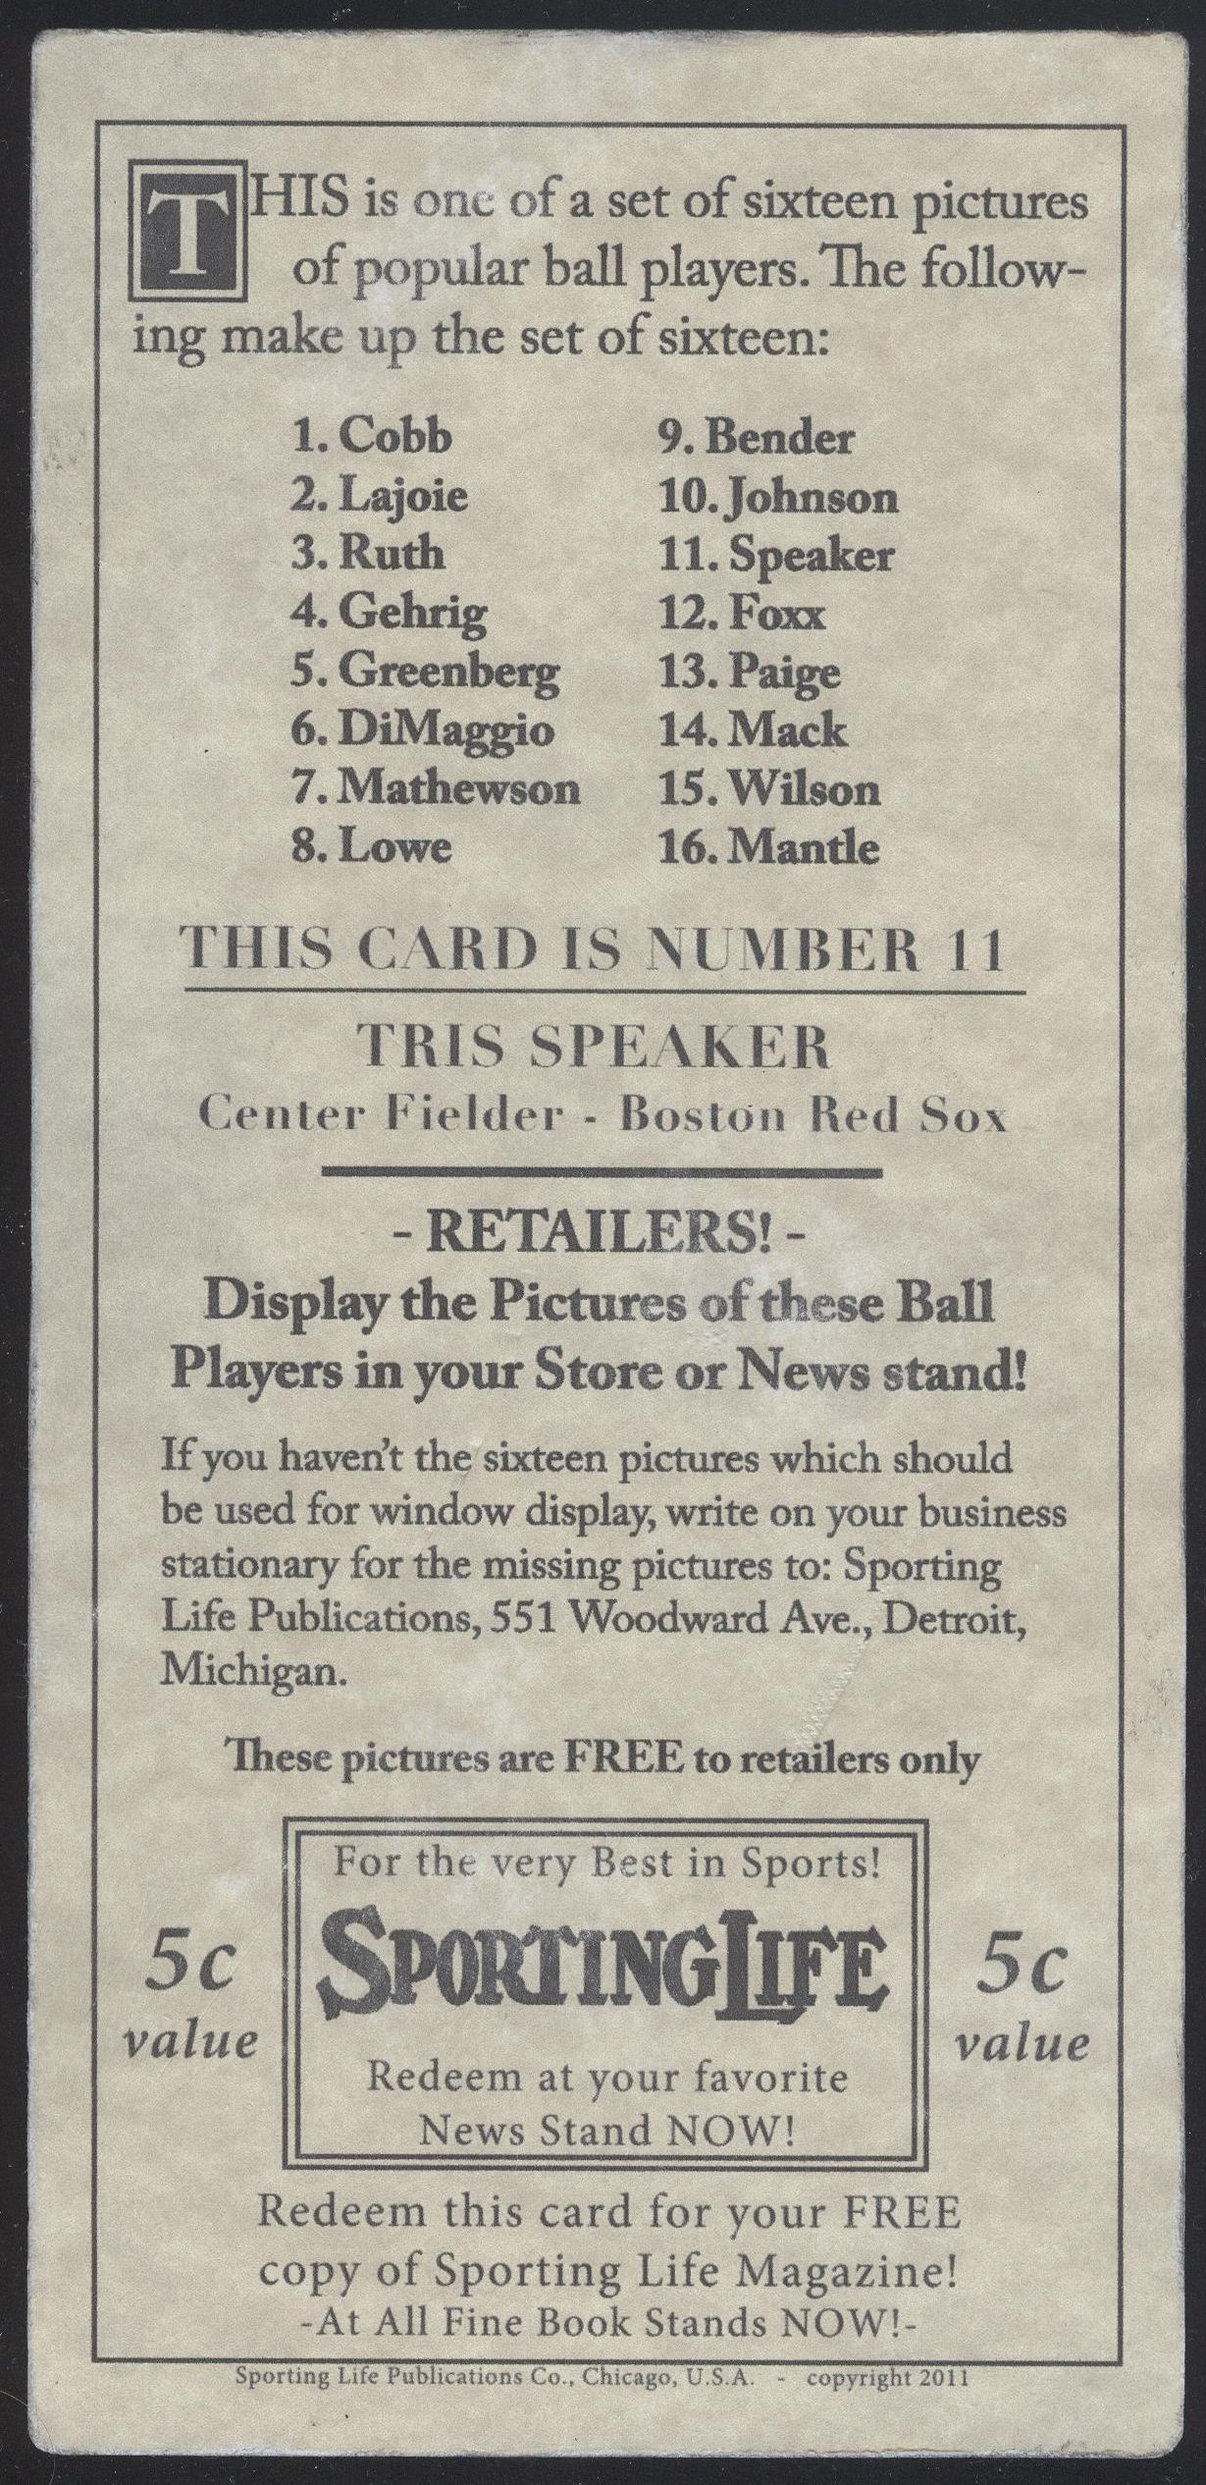 THIS is one of a set of sixteen pictures
of popular ball players. The follow-
ing make up the set of sixteen:
1. Cobb
2. Lajoie
3. Ruth
4. Gehrig
5. Greenberg
6. DiMaggio
7. Mathewson
8. Lowe
9. Bender
10. Johnson
11. Speaker
12. Foxx
13. Paige
14. Mack
15. Wilson
16. Mantle
THIS CARD IS NUMBER 11
TRIS SPEAKER
Center Fielder - Boston Red Sox
- RETAILERS! -
Display the Pictures of these Ball
Players in your Store or News stand!
If you haven't the sixteen pictures which should
be used for window display, write on your business
stationary for the missing pictures to: Sporting
Life Publications, 551 Woodward Ave., Detroit,
Michigan.
These pictures are FREE to retailers only
For the very Best in Sports!
SPORTING LIFE
Redeem at your favorite
News Stand NOW!
5c
value
5c
value
Redeem this card for your FREE
copy of Sporting Life Magazine!
-At All Fine Book Stands NOW!-
Sporting Life Publications Co., Chicago, U.S.A. - copyright 2011